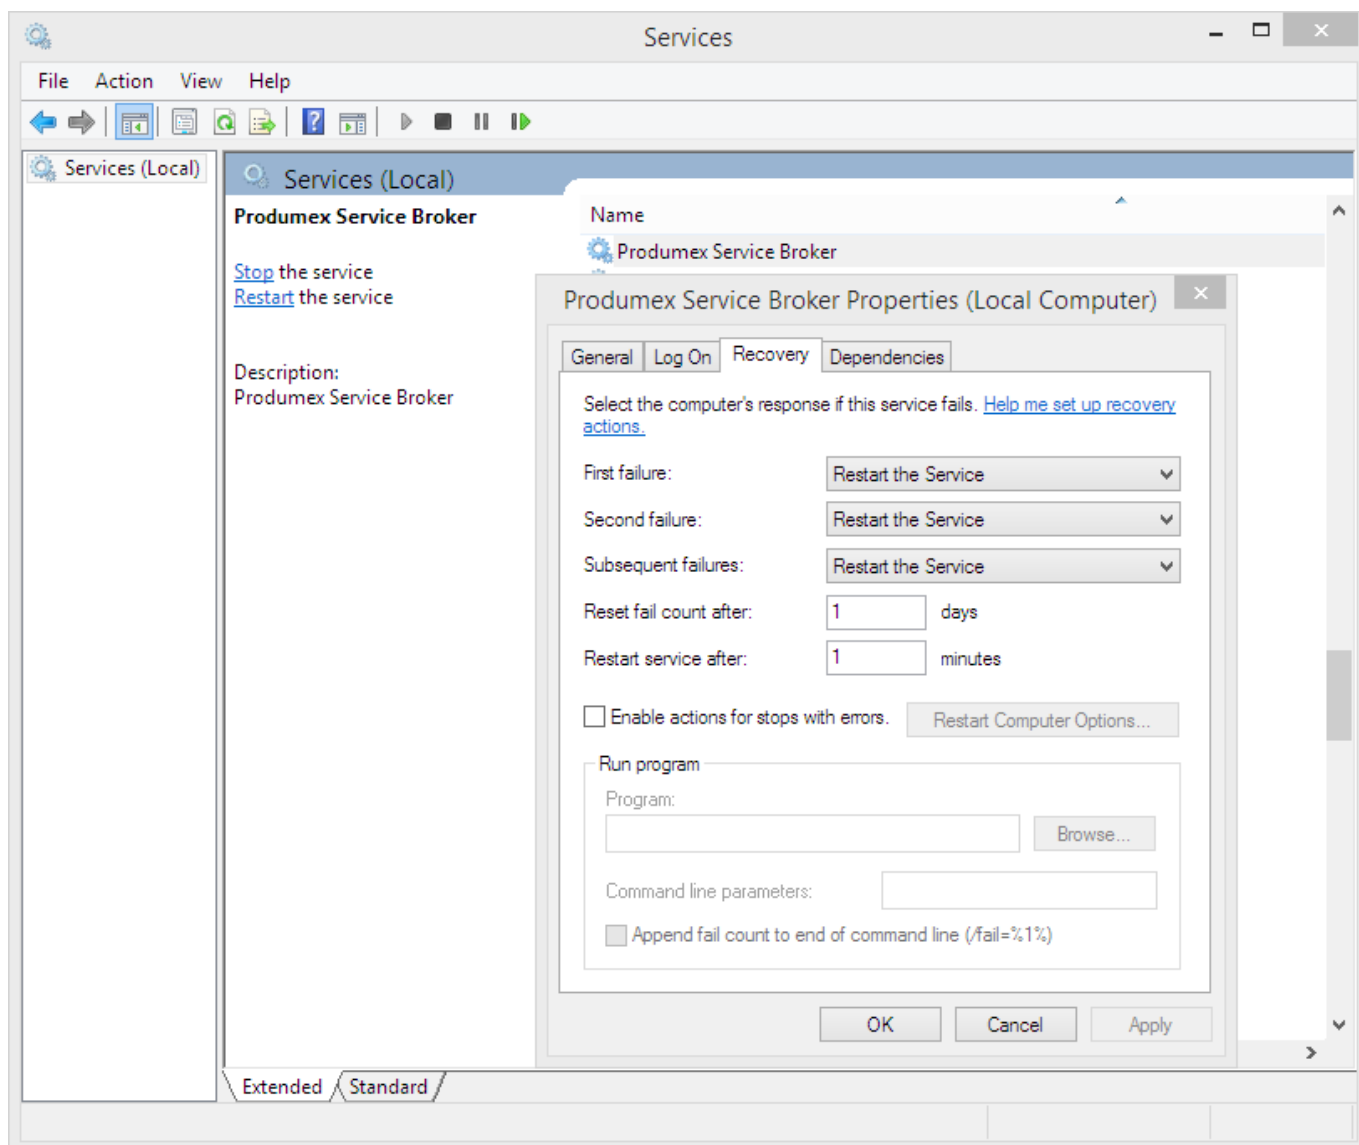 Services
File Action View Help
Services (Local)
Services (Local)
Produmex Service Broker
Stop the service
Restart the service
Description:
Produmex Service Broker
Name
Produmex Service Broker
Produmex Service Broker Properties (Local Computer)
General Log On Recovery Dependencies
Select the computer's response if this service fails. Help me set up recovery
actions.
First failure: Restart the Service
Second failure: Restart the Service
Subsequent failures: Restart the Service
Reset fail count after: 1 days
Restart service after: 1 minutes
Enable actions for stops with errors. Restart Computer Options...
Run program
Program:
Browse...
Command line parameters:
Append fail count to end of command line (/fail=%1%)
OK Cancel Apply
Extended Standard